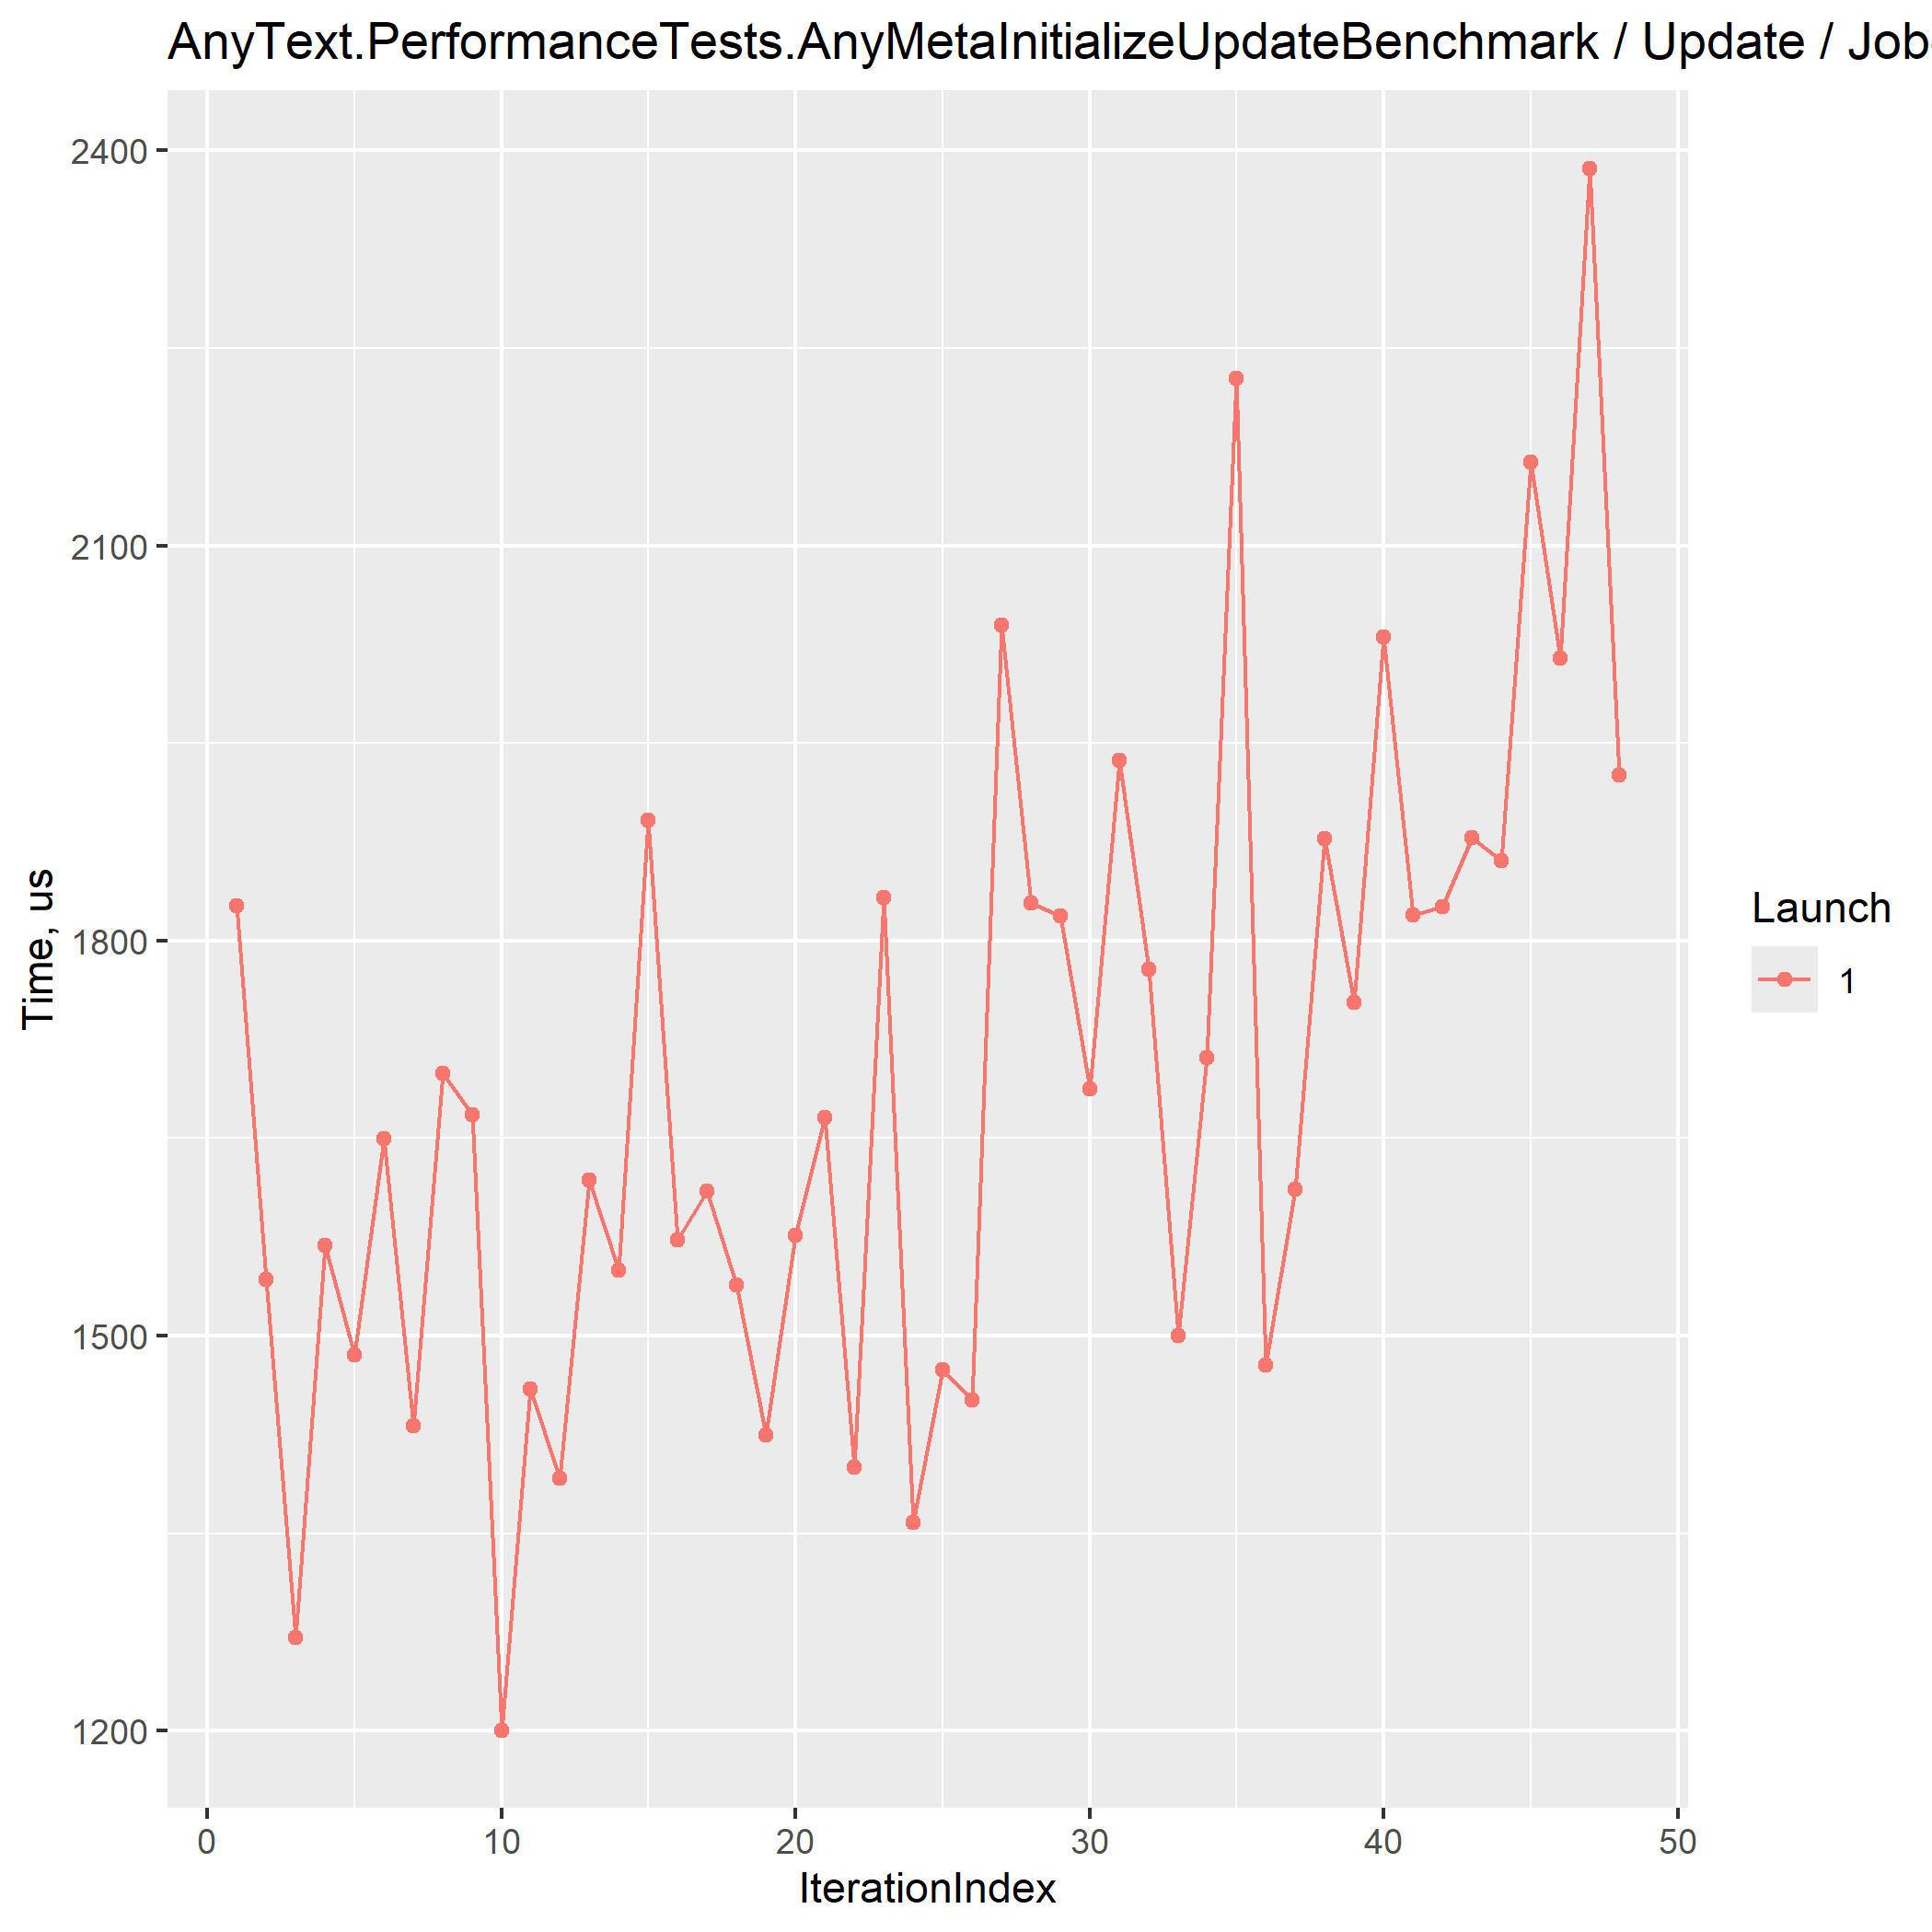 AnyText.PerformanceTests.AnyMetaInitializeUpdateBenchmark / Update / Job
2400
2100
1800
1500
1200
Time, us
0 10 20 30 40 50
IterationIndex
Launch
1